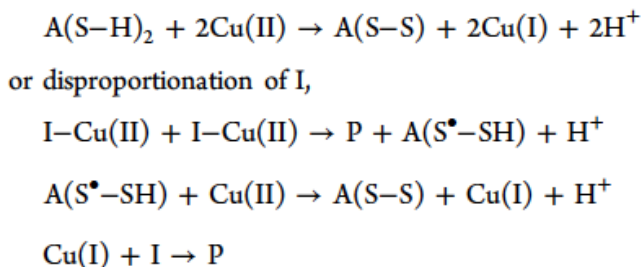 A(S–H)₂ + 2Cu(II) → A(S–S) + 2Cu(I) + 2H⁺
or disproportionation of I,
I–Cu(II) + I–Cu(II) → P + A(S•–SH) + H⁺
A(S•–SH) + Cu(II) → A(S–S) + Cu(I) + H⁺
Cu(I) + I → P